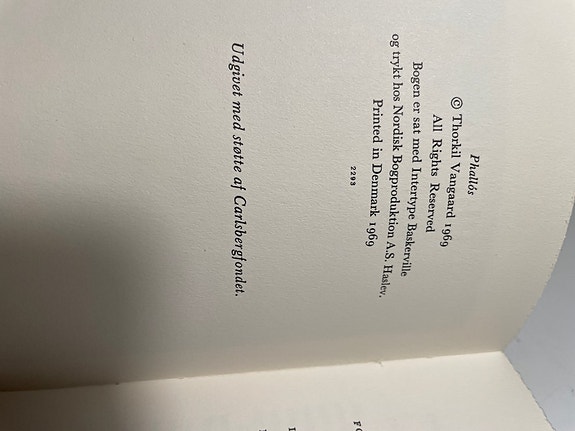 Phallós
© Thorkil Vangaard 1969
All Rights Reserved
Bogen er sat med Intertype Baskerville
og trykt hos Nordisk Bogproduktion A.S. Haslev.
Printed in Denmark 1969
2293
Udgivet med støtte af Carlsbergfondet.